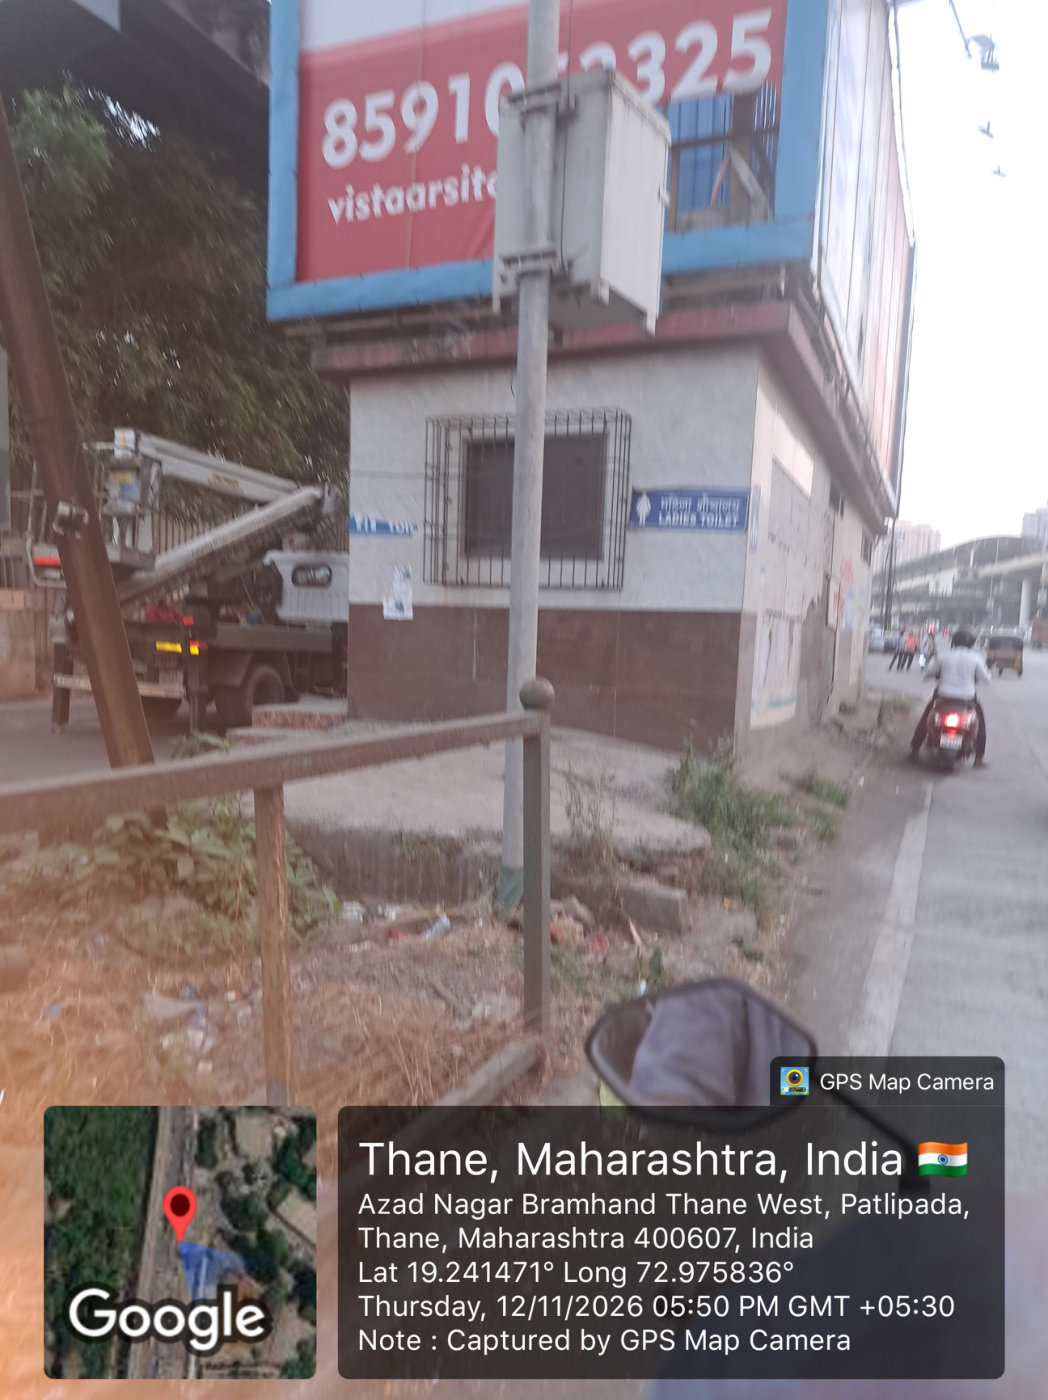 vistaarsit
महिला शौचालय
LADIES TOILET
GPS Map Camera
Thane, Maharashtra, India
Azad Nagar Bramhand Thane West, Patlipada,
Thane, Maharashtra 400607, India
Lat 19.241471° Long 72.975836°
Thursday, 12/11/2026 05:50 PM GMT +05:30
Note : Captured by GPS Map Camera
Google